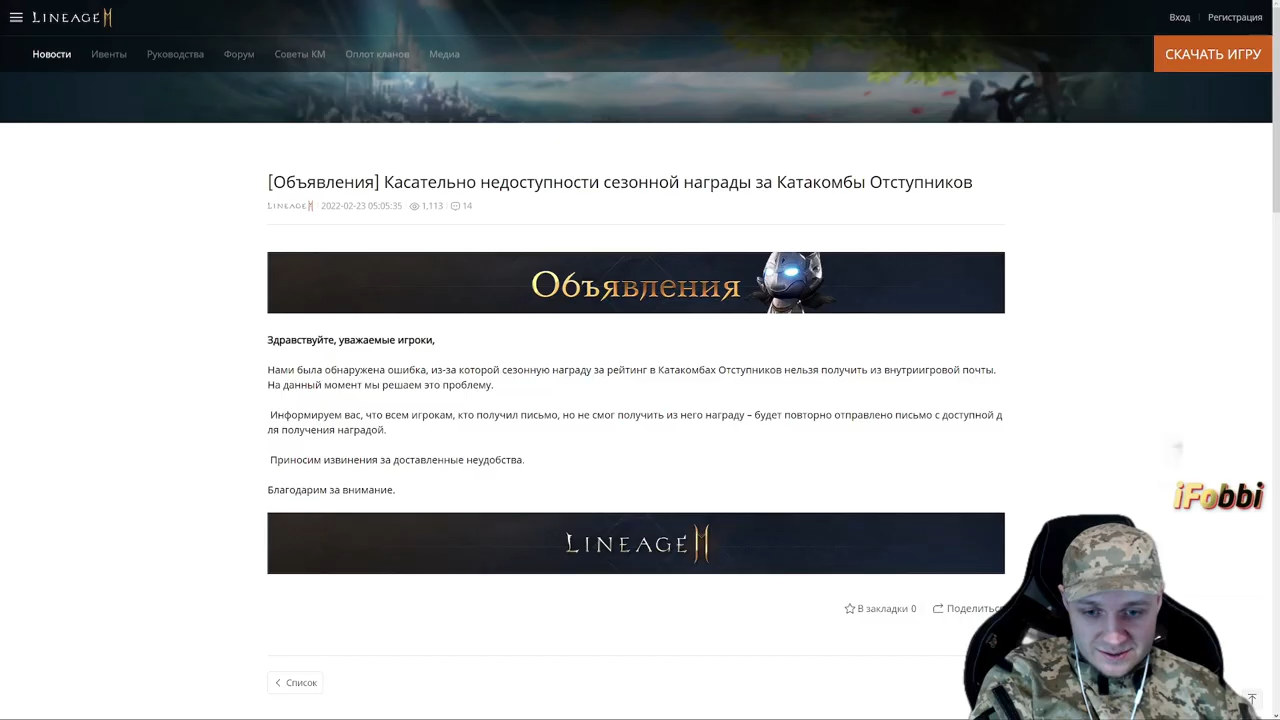 LINEAGE M
Вход
Регистрация
Новости
Ивенты
Руководства
Форум
Советы КМ
Оплот кланов
Медиа
СКАЧАТЬ ИГРУ
[Объявления] Касательно недоступности сезонной награды за Катакомбы Отступников
LINEAGE M
2022-02-23 05:05:35
1,113
14
Объявления
Здравствуйте, уважаемые игроки,
Нами была обнаружена ошибка, из-за которой сезонную награду за рейтинг в Катакомбах Отступников нельзя получить из внутриигровой почты.
На данный момент мы решаем это проблему.
Информируем вас, что всем игрокам, кто получил письмо, но не смог получить из него награду – будет повторно отправлено письмо с доступной д
ля получения наградой.
Приносим извинения за доставленные неудобства.
Благодарим за внимание.
LINEAGE M
iFobbi
В закладки 0
Поделиться
Список